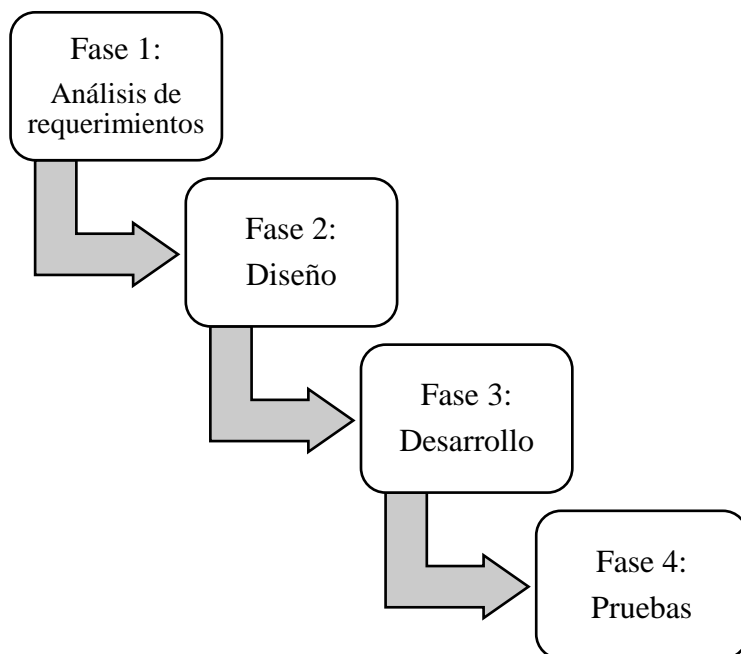 Fase 1:
Análisis de
requerimientos
Fase 2:
Diseño
Fase 3:
Desarrollo
Fase 4:
Pruebas